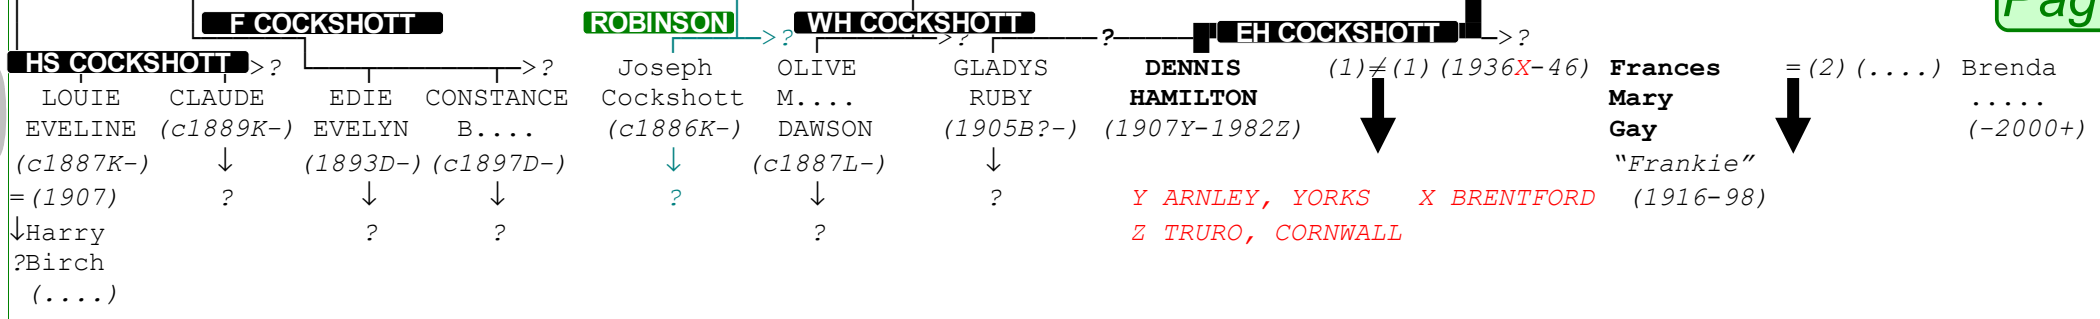 F COCKSHOTT ROBINSON WH COCKSHOTT EH COCKSHOTT Pag
>? >? ? >?
HS COCKSHOTT >? >? Joseph OLIVE GLADYS DENNIS (1)≠(1)(1936X-46) Frances =(2)(....) Brenda
LOUIE CLAUDE EDIE CONSTANCE Cockshott M.... RUBY HAMILTON Mary .....
EVELINE (c1889K-) EVELYN B.... (c1886K-) DAWSON (1905B?-) (1907Y-1982Z) Gay (-2000+)
(c1887K-) ↓ (1893D-) (c1897D-) ↓ (c1887L-) ↓ “Frankie”
=(1907) ? ↓ ↓ ? ↓ ? Y ARNLEY, YORKS X BRENTFORD (1916-98)
↓Harry ? ? ? Z TRURO, CORNWALL
?Birch
(....)